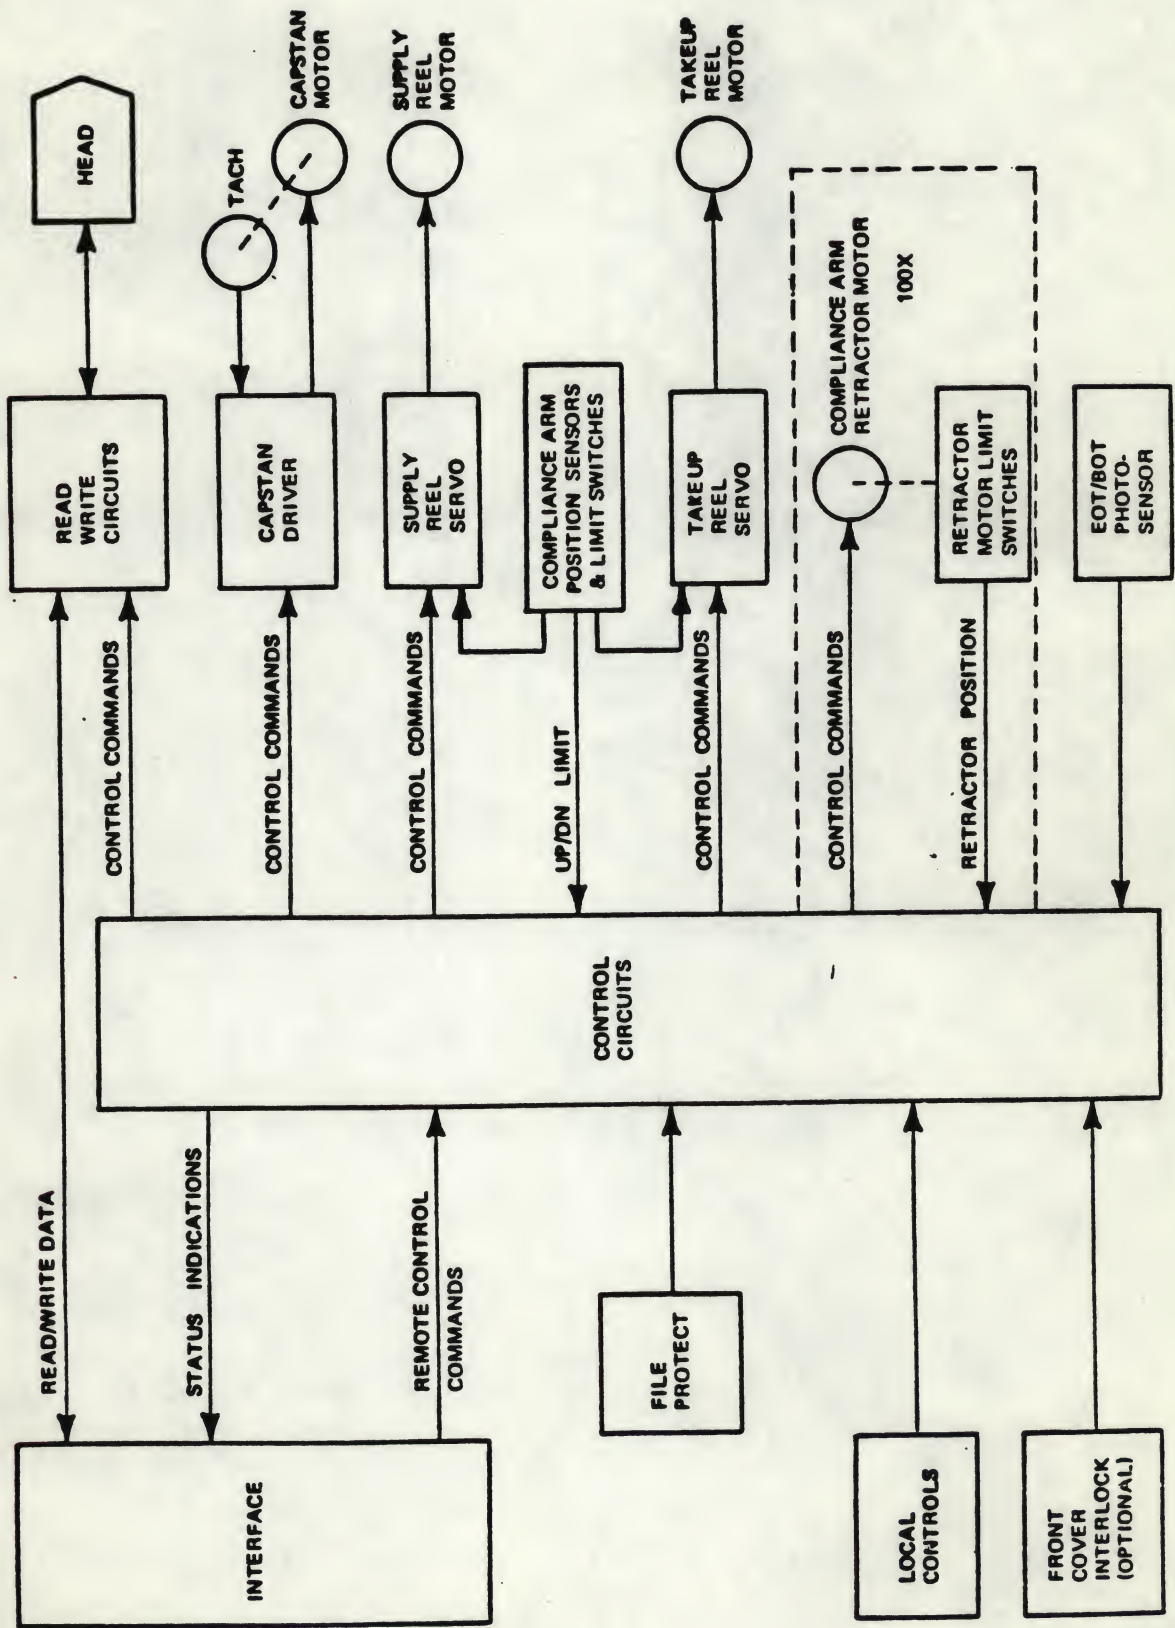 HEAD
TACH
CAPSTAN
MOTOR
SUPPLY
REEL
MOTOR
TAKEUP
REEL
MOTOR
READ
WRITE
CIRCUITS
CAPSTAN
DRIVER
SUPPLY
REEL
SERVO
COMPLIANCE ARM
POSITION SENSORS
& LIMIT SWITCHES
TAKEUP
REEL
SERVO
COMPLIANCE ARM
RETRACTOR MOTOR
100X
RETRACTOR
MOTOR LIMIT
SWITCHES
EOT/BOT
PHOTO-
SENSOR
CONTROL COMMANDS
CONTROL COMMANDS
CONTROL COMMANDS
UP/DN LIMIT
CONTROL COMMANDS
CONTROL COMMANDS
RETRACTOR POSITION
CONTROL
CIRCUITS
READ/WRITE DATA
STATUS INDICATIONS
REMOTE CONTROL
COMMANDS
FILE
PROTECT
INTERFACE
LOCAL
CONTROLS
FRONT
COVER
INTERLOCK
(OPTIONAL)